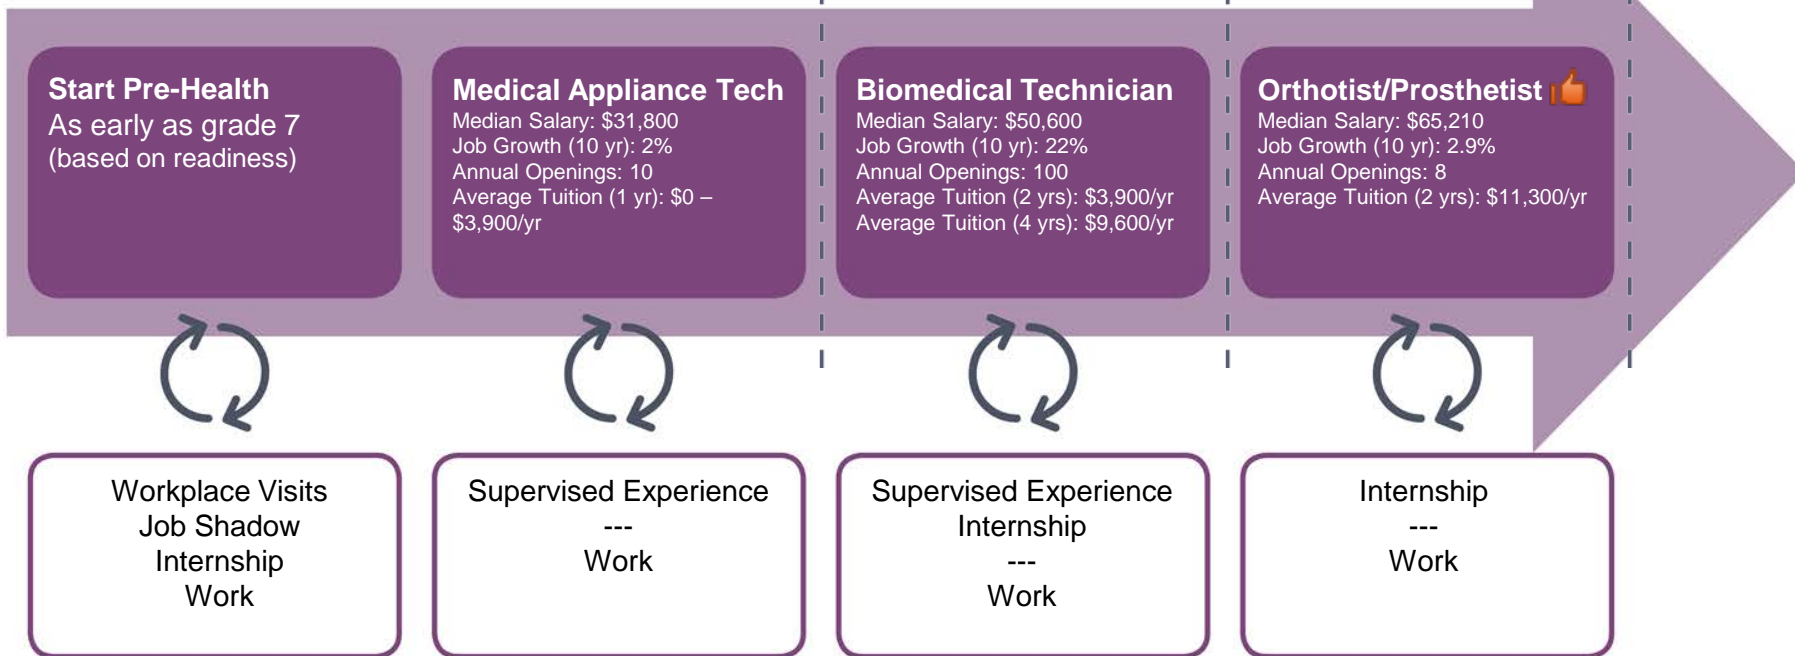 Start Pre-Health
As early as grade 7
(based on readiness)
Medical Appliance Tech
Median Salary: $31,800
Job Growth (10 yr): 2%
Annual Openings: 10
Average Tuition (1 yr): $0 –
$3,900/yr
Biomedical Technician
Median Salary: $50,600
Job Growth (10 yr): 22%
Annual Openings: 100
Average Tuition (2 yrs): $3,900/yr
Average Tuition (4 yrs): $9,600/yr
Orthotist/Prosthetist
Median Salary: $65,210
Job Growth (10 yr): 2.9%
Annual Openings: 8
Average Tuition (2 yrs): $11,300/yr
Workplace Visits
Job Shadow
Internship
Work
Supervised Experience
---
Work
Supervised Experience
Internship
---
Work
Internship
---
Work